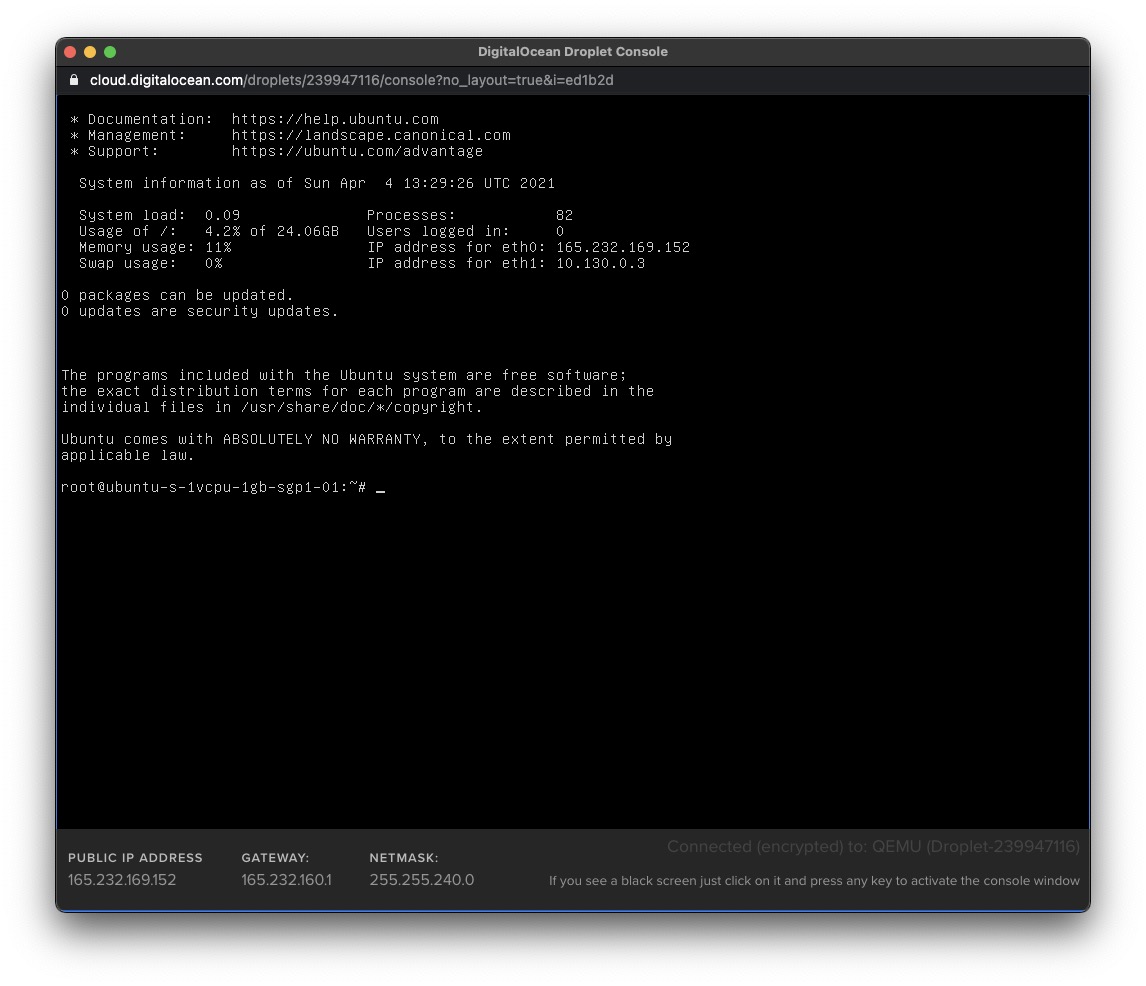 DigitalOcean Droplet Console
cloud.digitalocean.com/droplets/239947116/console?no_layout=true&i=ed1b2d
 * Documentation:  https://help.ubuntu.com
 * Management:     https://landscape.canonical.com
 * Support:        https://ubuntu.com/advantage
  System information as of Sun Apr  4 13:29:26 UTC 2021
  System load:  0.09              Processes:           82
  Usage of /:   4.2% of 24.06GB   Users logged in:     0
  Memory usage: 11%               IP address for eth0: 165.232.169.152
  Swap usage:   0%                IP address for eth1: 10.130.0.3
0 packages can be updated.
0 updates are security updates.
The programs included with the Ubuntu system are free software;
the exact distribution terms for each program are described in the
individual files in /usr/share/doc/*/copyright.
Ubuntu comes with ABSOLUTELY NO WARRANTY, to the extent permitted by
applicable law.
root@ubuntu-s-1vcpu-1gb-sgp1-01:~# _
Connected (encrypted) to: QEMU (Droplet-239947116)
PUBLIC IP ADDRESS GATEWAY: NETMASK:
165.232.169.152 165.232.160.1 255.255.240.0
If you see a black screen just click on it and press any key to activate the console window